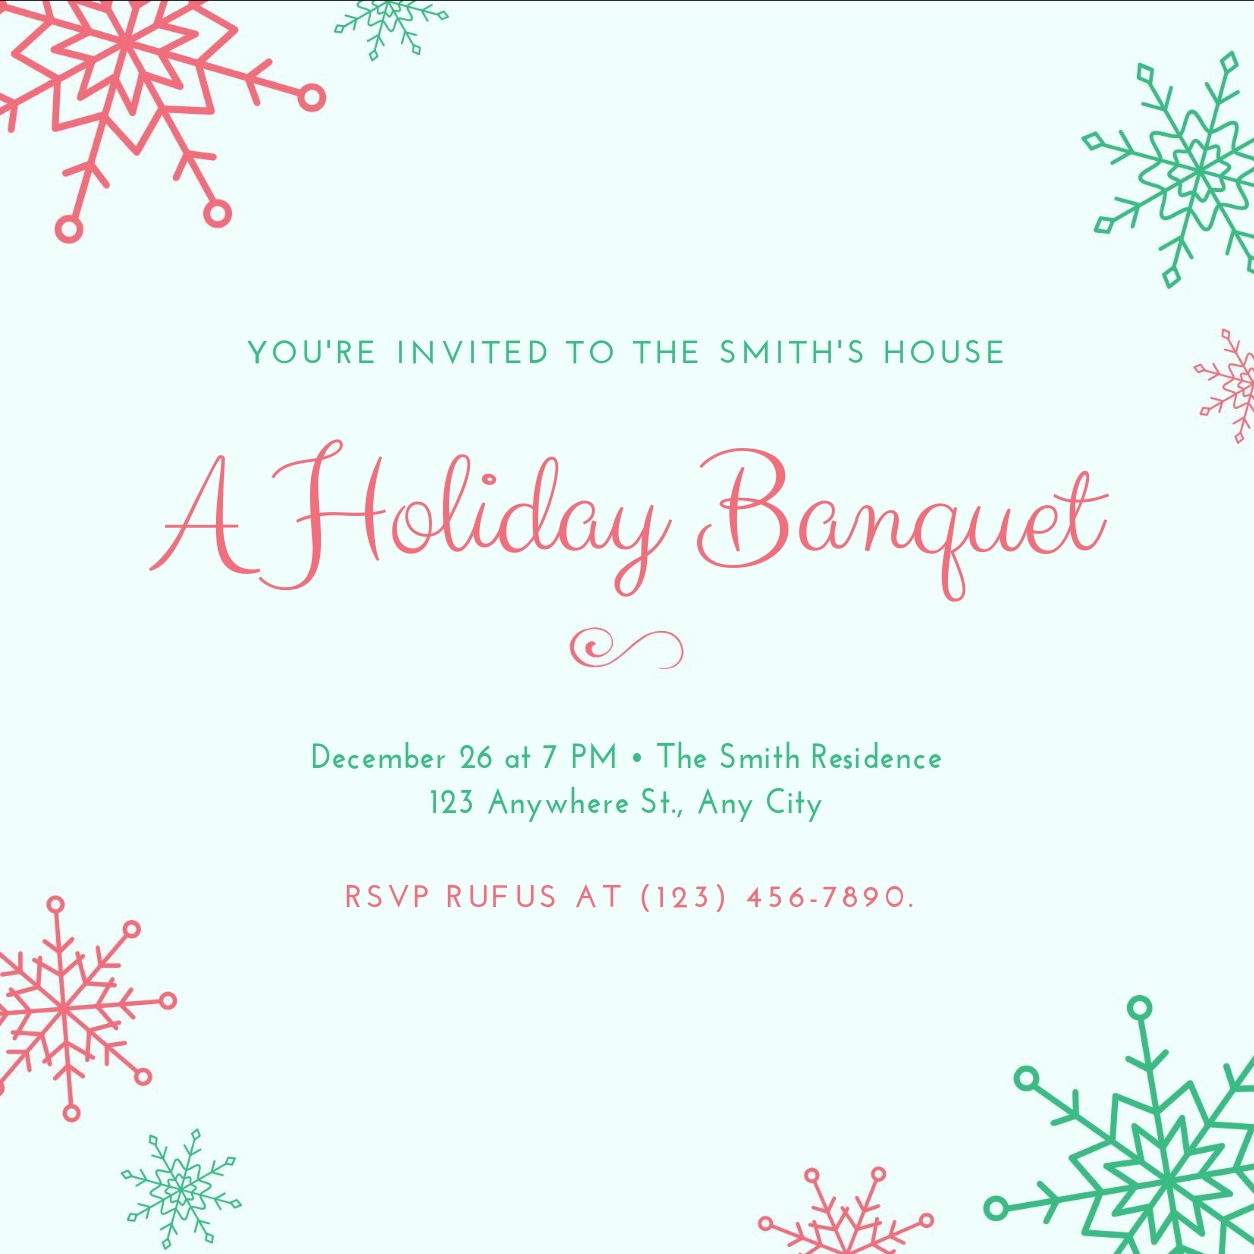 YOU'RE INVITED TO THE SMITH'S HOUSE
A Holiday Banquet
December 26 at 7 PM • The Smith Residence
123 Anywhere St., Any City
RSVP RUFUS AT (123) 456-7890.